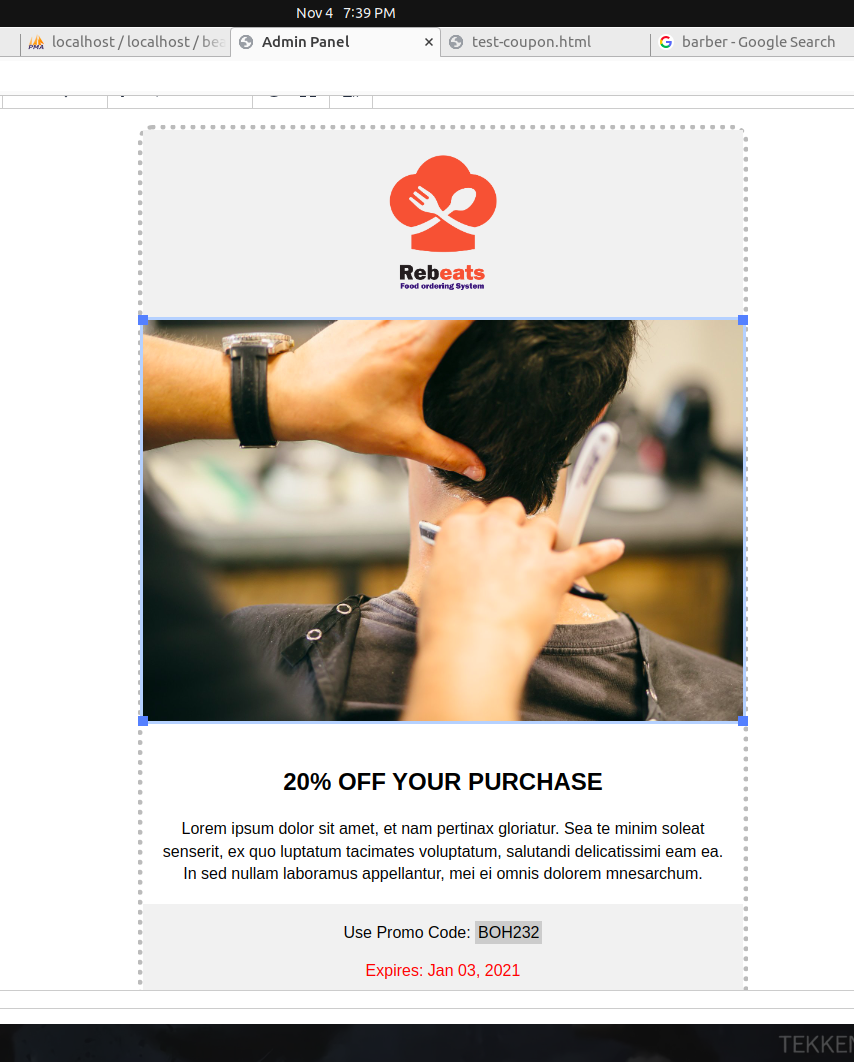 Nov 4 7:39 PM
localhost / localhost / bea
Admin Panel
test-coupon.html
barber - Google Search
Rebeats
Food ordering System
20% OFF YOUR PURCHASE
Lorem ipsum dolor sit amet, et nam pertinax gloriatur. Sea te minim soleat
senserit, ex quo luptatum tacimates voluptatum, salutandi delicatissimi eam ea.
In sed nullam laboramus appellantur, mei ei omnis dolorem mnesarchum.
Use Promo Code: BOH232
Expires: Jan 03, 2021
TEKKEN